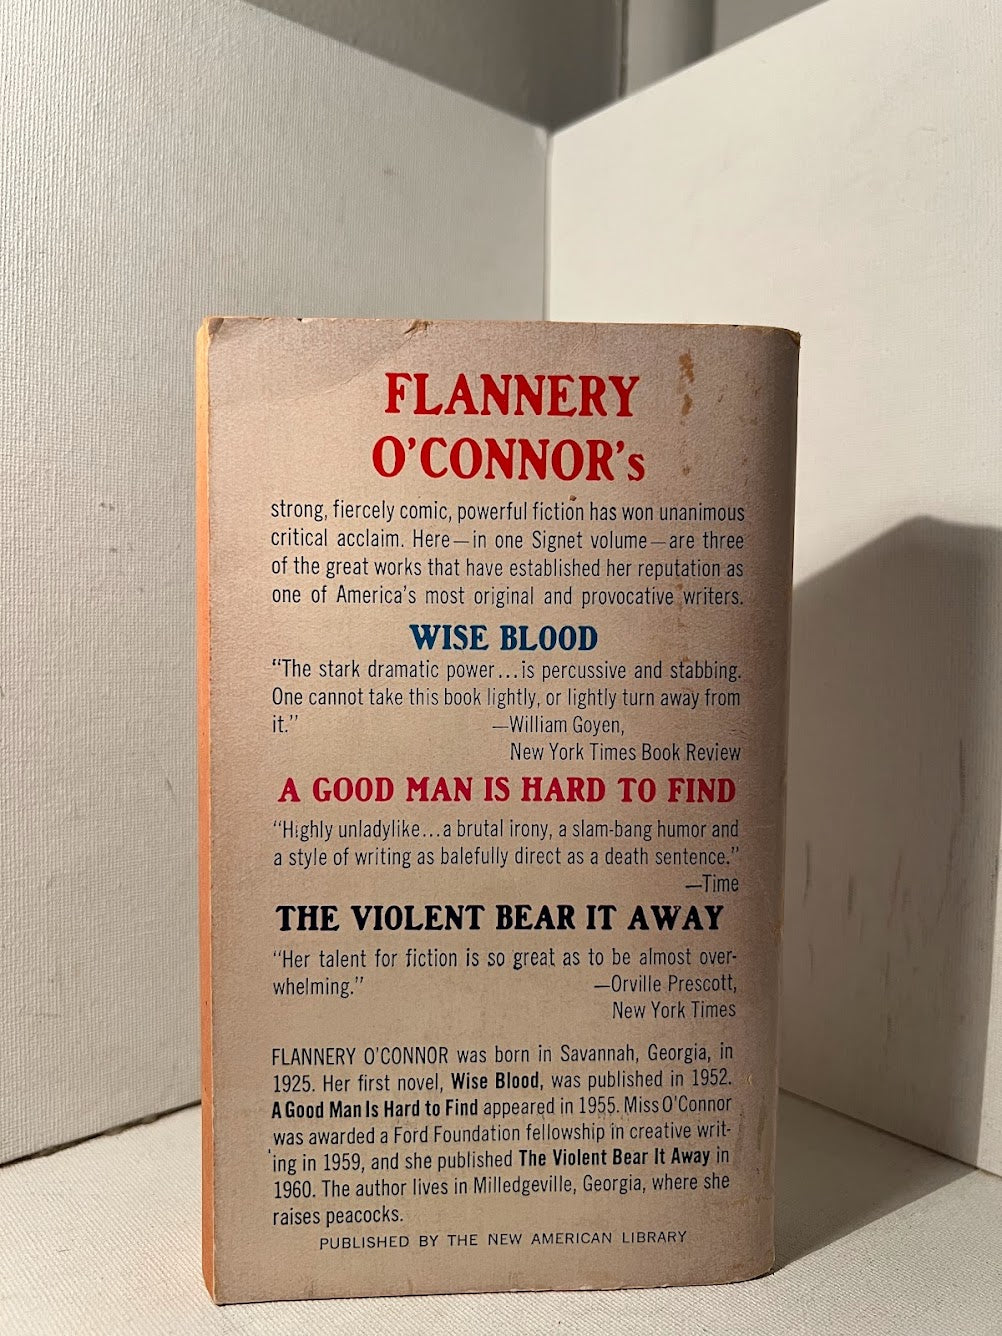 FLANNERY
O'CONNOR's
strong, fiercely comic, powerful fiction has won unanimous
critical acclaim. Here—in one Signet volume—are three
of the great works that have established her reputation as
one of America's most original and provocative writers.
WISE BLOOD
“The stark dramatic power...is percussive and stabbing.
One cannot take this book lightly, or lightly turn away from
it.” —William Goyen,
New York Times Book Review
A GOOD MAN IS HARD TO FIND
“Highly unladylike...a brutal irony, a slam-bang humor and
a style of writing as balefully direct as a death sentence.”
—Time
THE VIOLENT BEAR IT AWAY
“Her talent for fiction is so great as to be almost over-
whelming.” —Orville Prescott,
New York Times
FLANNERY O'CONNOR was born in Savannah, Georgia, in
1925. Her first novel, Wise Blood, was published in 1952.
A Good Man Is Hard to Find appeared in 1955. Miss O'Connor
was awarded a Ford Foundation fellowship in creative writ-
ing in 1959, and she published The Violent Bear It Away in
1960. The author lives in Milledgeville, Georgia, where she
raises peacocks.
PUBLISHED BY THE NEW AMERICAN LIBRARY